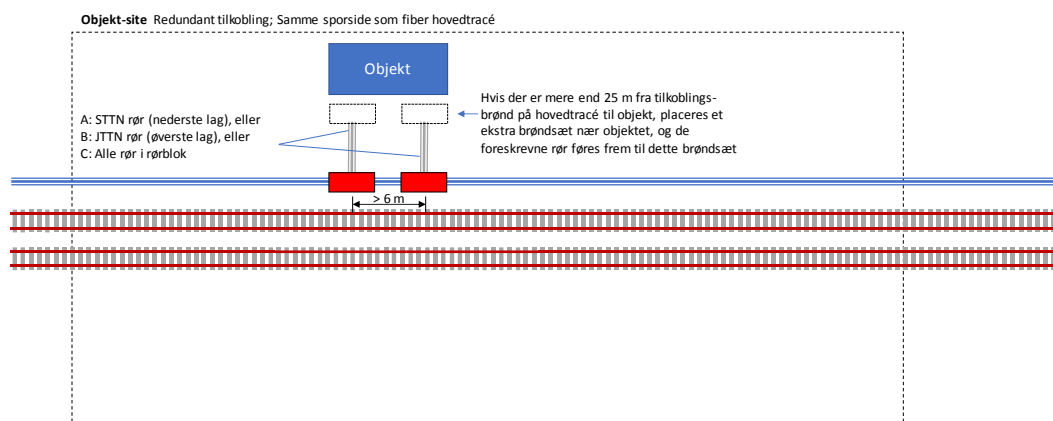 Objekt-site Redundant tilkobling; Samme sporside som fiber hovedtracé
Objekt
A: STTN rør (nederste lag), eller
B: JTTN rør (øverste lag), eller
C: Alle rør i rørblok
Hvis der er mere end 25 m fra tilkoblings-
brønd på hovedtracé til objekt, placeres et
ekstra brøndsæt nær objektet, og de
foreskrevne rør føres frem til dette brøndsæt
> 6 m